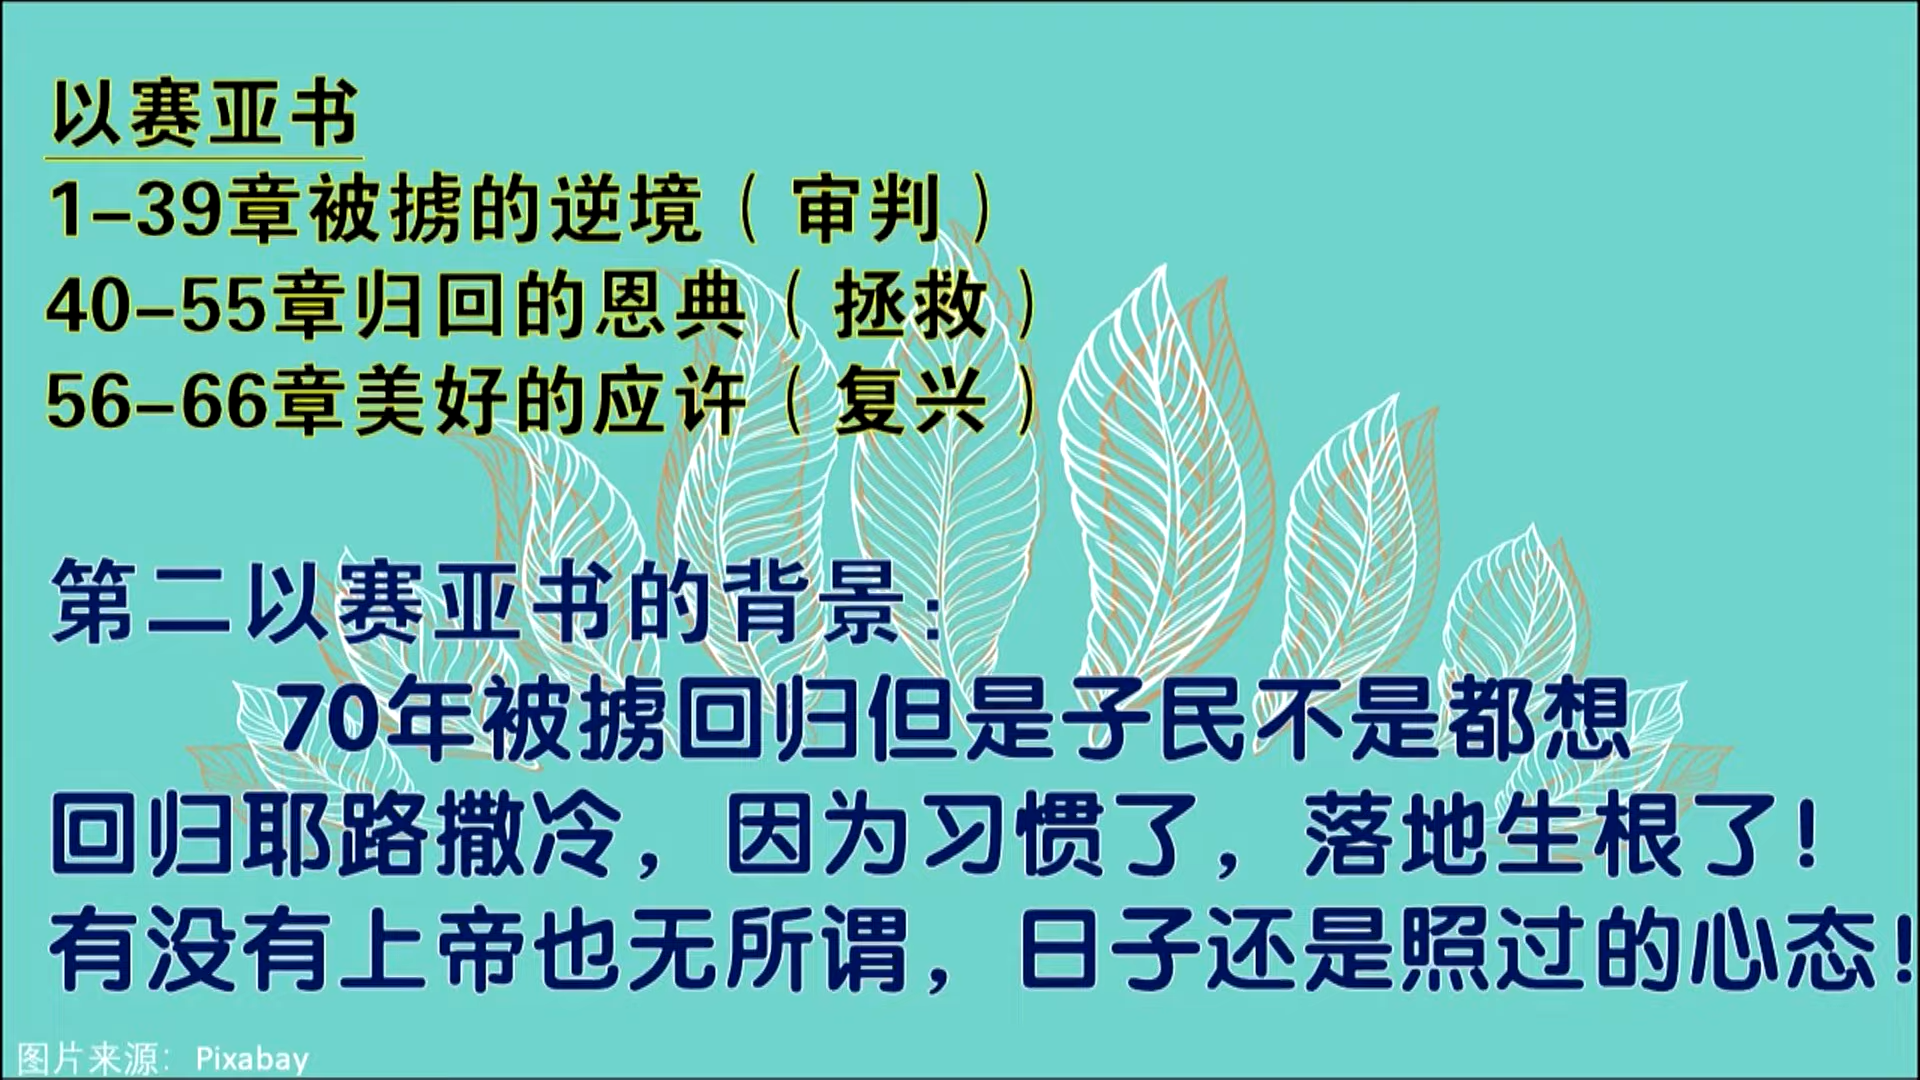 以赛亚书
1-39章被掳的逆境（审判）
40-55章归回的恩典（拯救）
56-66章美好的应许（复兴）
第二以赛亚书的背景：
70年被掳回归但是子民不是都想
回归耶路撒冷，因为习惯了，落地生根了！
有没有上帝也无所谓，日子还是照过的心态！
图片来源：Pixabay